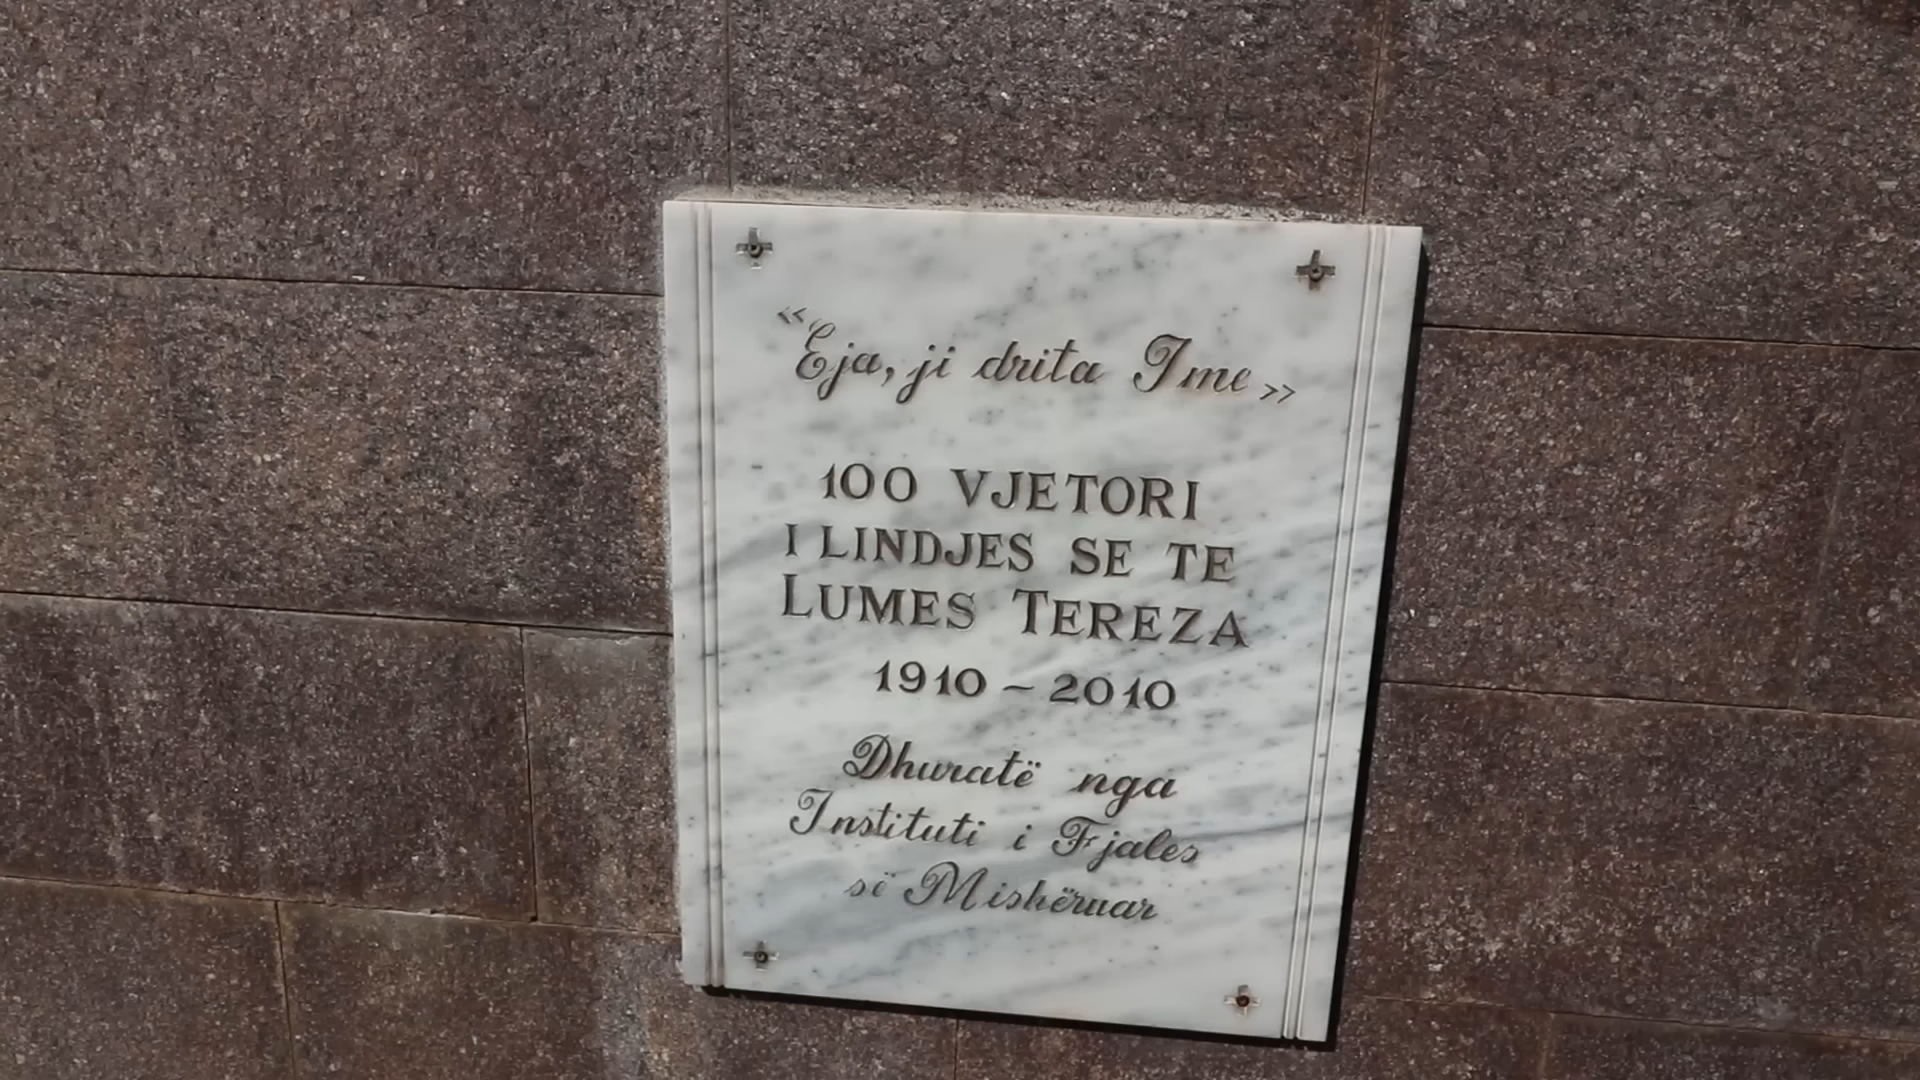 “Eja, ji drita Ime››
100 VJETORI
I LINDJES SE TE
LUMES TEREZA
1910 – 2010
Dhuratë nga
Instituti i Fjales
së Mishëruar